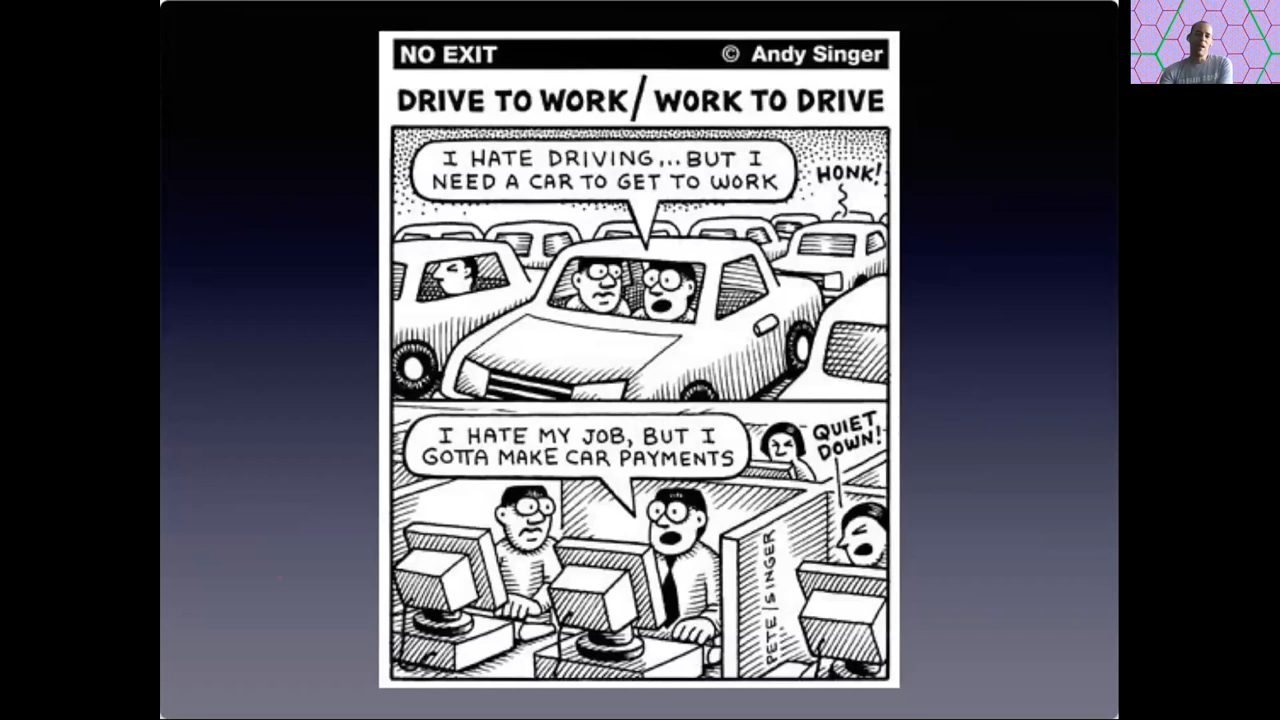 NO EXIT © Andy Singer
DRIVE TO WORK/WORK TO DRIVE
I HATE DRIVING...BUT I
NEED A CAR TO GET TO WORK
HONK!
I HATE MY JOB, BUT I
GOTTA MAKE CAR PAYMENTS
QUIET
DOWN!
PETE/SINGER